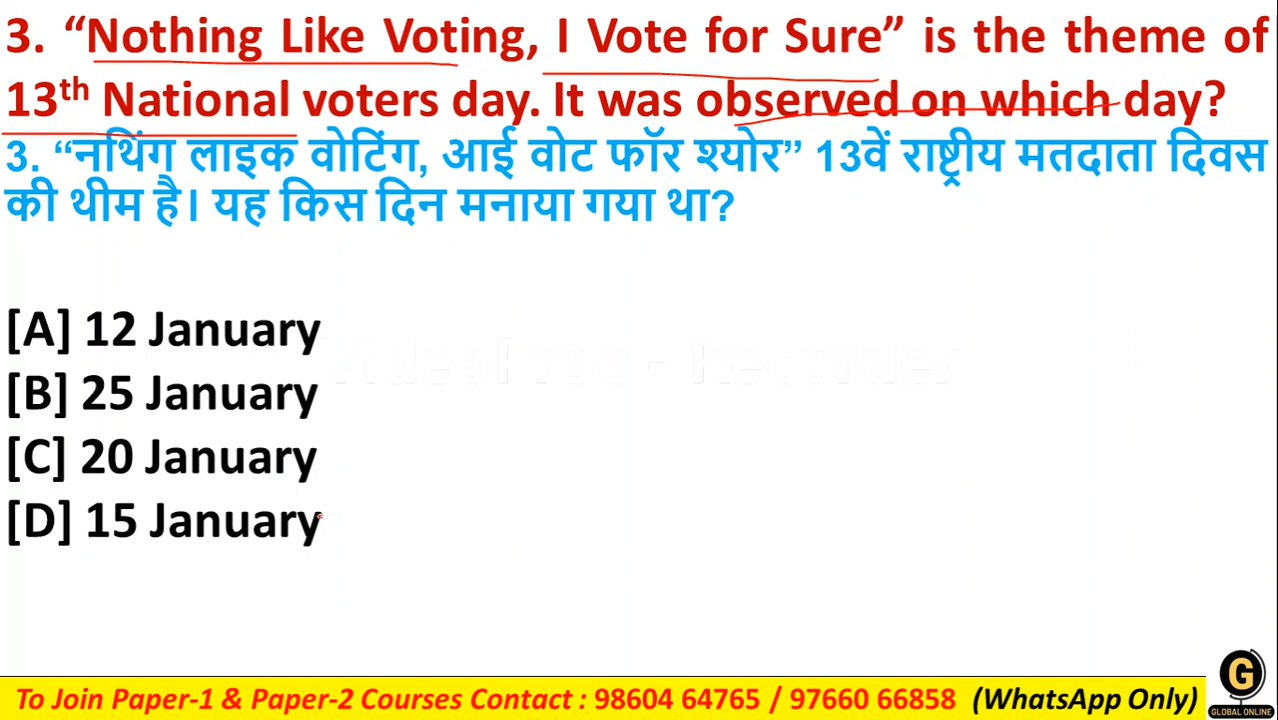 3. “Nothing Like Voting, I Vote for Sure” is the theme of
13th National voters day. It was observed on which day?
3. “नथिंग लाइक वोटिंग, आई वोट फॉर श्योर” 13वें राष्ट्रीय मतदाता दिवस
की थीम है। यह किस दिन मनाया गया था?
[A] 12 January
[B] 25 January
[C] 20 January
[D] 15 January
To Join Paper-1 & Paper-2 Courses Contact : 98604 64765 / 97660 66858 (WhatsApp Only)
G
GLOBAL ONLINE